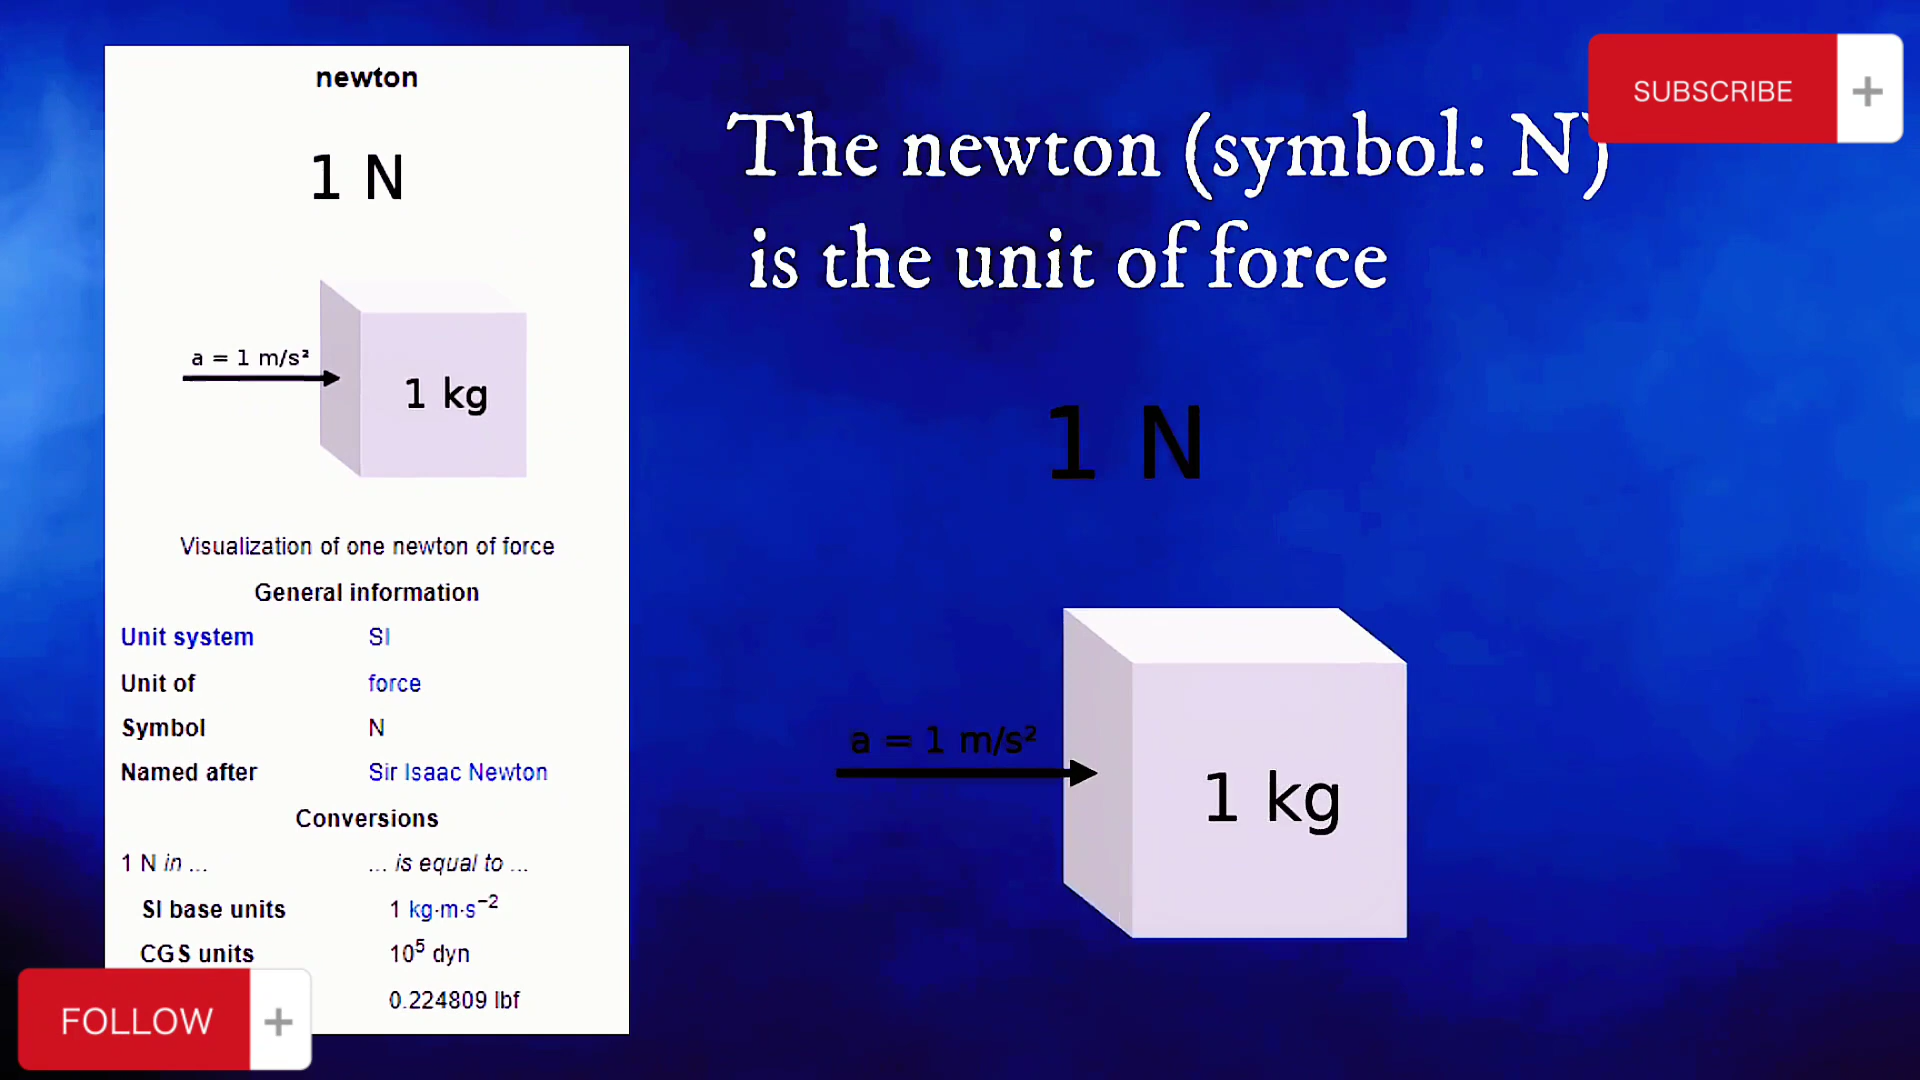 newton
1 N
a = 1 m/s²
1 kg
Visualization of one newton of force
General information
Unit system SI
Unit of force
Symbol N
Named after Sir Isaac Newton
Conversions
1 N in ... ... is equal to ...
SI base units 1 kg·m·s⁻²
CGS units 10⁵ dyn
0.224809 lbf
FOLLOW +
The newton (symbol: N)
is the unit of force
1 N
a = 1 m/s²
1 kg
SUBSCRIBE +